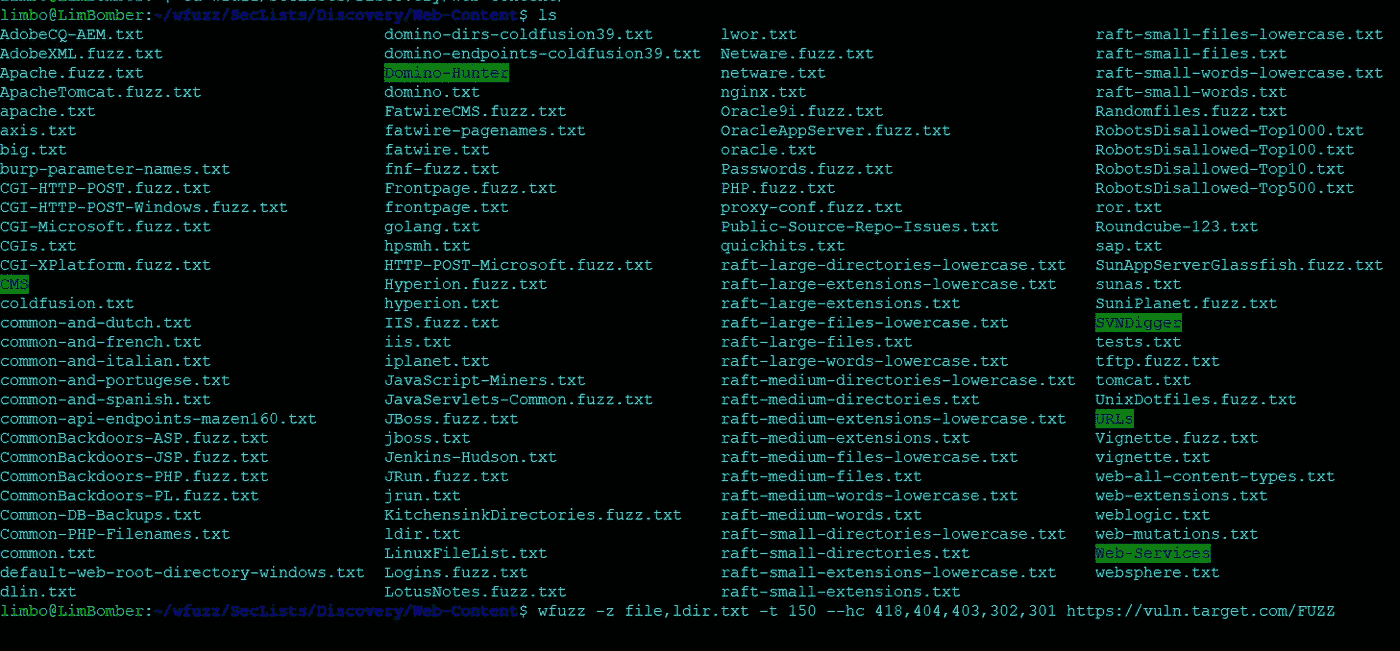 limbo@LimBomber:~/wfuzz/SecLists/Discovery/Web-Content$ ls
AdobeCQ-AEM.txt domino-dirs-coldfusion39.txt lwor.txt raft-small-files-lowercase.txt
AdobeXML.fuzz.txt domino-endpoints-coldfusion39.txt Netware.fuzz.txt raft-small-files.txt
Apache.fuzz.txt Domino-Hunter netware.txt raft-small-words-lowercase.txt
ApacheTomcat.fuzz.txt domino.txt nginx.txt raft-small-words.txt
apache.txt FatwireCMS.fuzz.txt Oracle9i.fuzz.txt Randomfiles.fuzz.txt
axis.txt fatwire-pagenames.txt OracleAppServer.fuzz.txt RobotsDisallowed-Top1000.txt
big.txt fatwire.txt oracle.txt RobotsDisallowed-Top100.txt
burp-parameter-names.txt fnf-fuzz.txt Passwords.fuzz.txt RobotsDisallowed-Top10.txt
CGI-HTTP-POST.fuzz.txt Frontpage.fuzz.txt PHP.fuzz.txt RobotsDisallowed-Top500.txt
CGI-HTTP-POST-Windows.fuzz.txt frontpage.txt proxy-conf.fuzz.txt ror.txt
CGI-Microsoft.fuzz.txt golang.txt Public-Source-Repo-Issues.txt Roundcube-123.txt
CGIs.txt hpsmh.txt quickhits.txt sap.txt
CGI-XPlatform.fuzz.txt HTTP-POST-Microsoft.fuzz.txt raft-large-directories-lowercase.txt SunAppServerGlassfish.fuzz.txt
CMS Hyperion.fuzz.txt raft-large-extensions-lowercase.txt sunas.txt
coldfusion.txt hyperion.txt raft-large-extensions.txt SuniPlanet.fuzz.txt
common-and-dutch.txt IIS.fuzz.txt raft-large-files-lowercase.txt SVNDigger
common-and-french.txt iis.txt raft-large-files.txt tests.txt
common-and-italian.txt iplanet.txt raft-large-words-lowercase.txt tftp.fuzz.txt
common-and-portugese.txt JavaScript-Miners.txt raft-medium-directories-lowercase.txt tomcat.txt
common-and-spanish.txt JavaServlets-Common.fuzz.txt raft-medium-directories.txt UnixDotfiles.fuzz.txt
common-api-endpoints-mazen160.txt JBoss.fuzz.txt raft-medium-extensions-lowercase.txt URLs
CommonBackdoors-ASP.fuzz.txt jboss.txt raft-medium-extensions.txt Vignette.fuzz.txt
CommonBackdoors-JSP.fuzz.txt Jenkins-Hudson.txt raft-medium-files-lowercase.txt vignette.txt
CommonBackdoors-PHP.fuzz.txt JRun.fuzz.txt raft-medium-files.txt web-all-content-types.txt
CommonBackdoors-PL.fuzz.txt jrun.txt raft-medium-words-lowercase.txt web-extensions.txt
Common-DB-Backups.txt KitchensinkDirectories.fuzz.txt raft-medium-words.txt weblogic.txt
Common-PHP-Filenames.txt ldir.txt raft-small-directories-lowercase.txt web-mutations.txt
common.txt LinuxFileList.txt raft-small-directories.txt Web-Services
default-web-root-directory-windows.txt Logins.fuzz.txt raft-small-extensions-lowercase.txt websphere.txt
dlin.txt LotusNotes.fuzz.txt raft-small-extensions.txt
limbo@LimBomber:~/wfuzz/SecLists/Discovery/Web-Content$ wfuzz -z file,ldir.txt -t 150 --hc 418,404,403,302,301 https://vuln.target.com/FUZZ